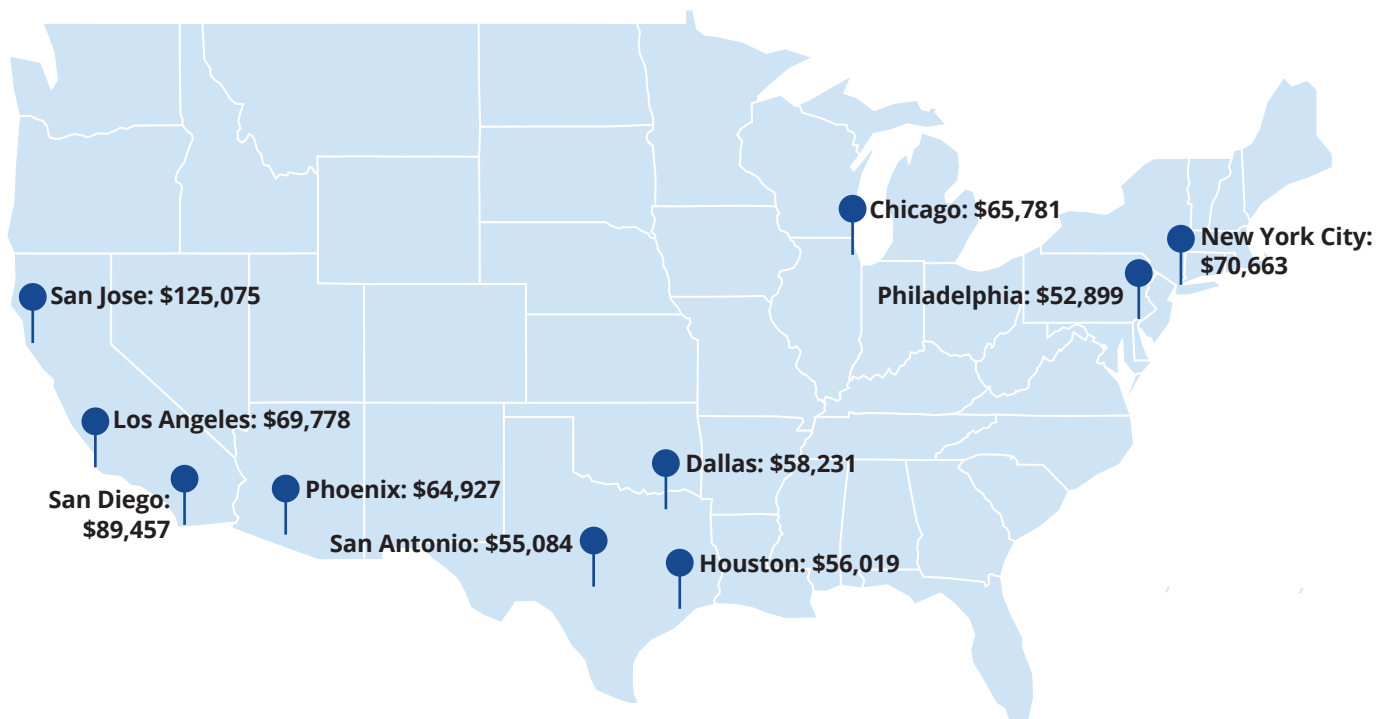 Chicago: $65,781
New York City:
$70,663
Philadelphia: $52,899
San Jose: $125,075
Los Angeles: $69,778
Dallas: $58,231
San Diego:
$89,457
Phoenix: $64,927
San Antonio: $55,084
Houston: $56,019